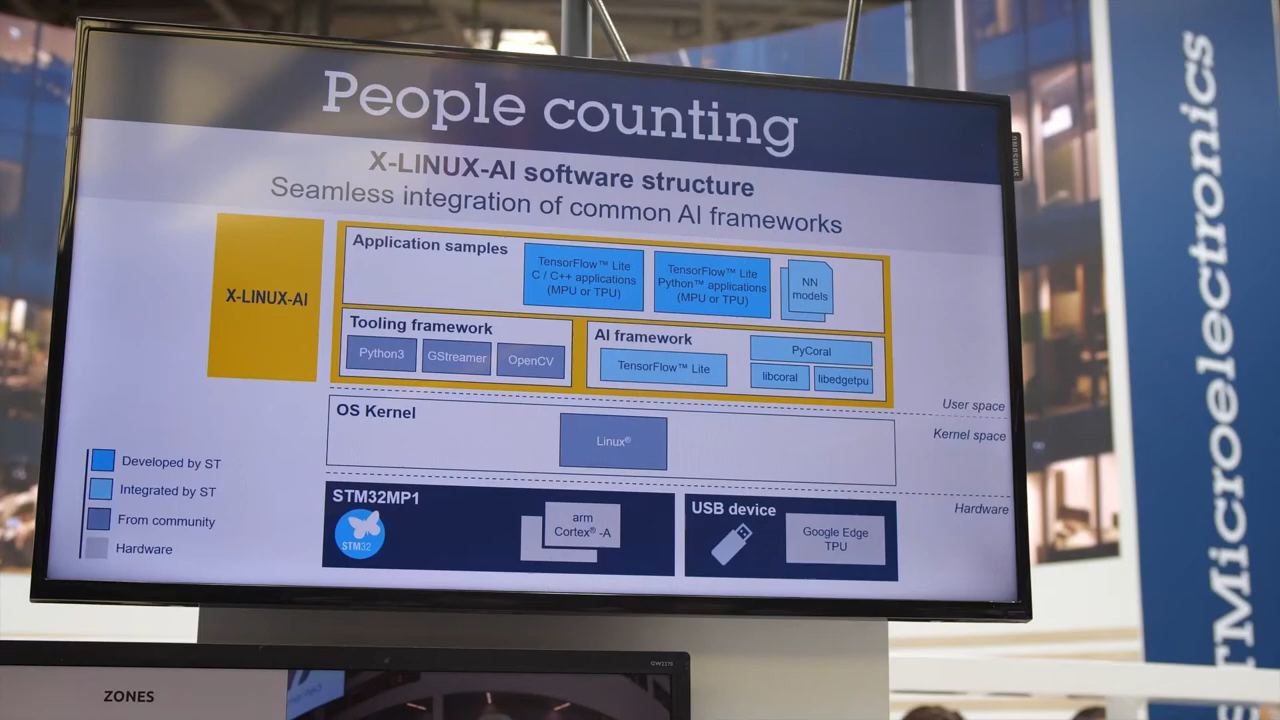 People counting
X-LINUX-AI software structure
Seamless integration of common AI frameworks
X-LINUX-AI
Application samples
TensorFlow™ Lite
C / C++ applications
(MPU or TPU)
TensorFlow™ Lite
Python™ applications
(MPU or TPU)
NN
models
Tooling framework
Python3
GStreamer
OpenCV
AI framework
TensorFlow™ Lite
PyCoral
libcoral
libedgetpu
User space
Kernel space
OS Kernel
Linux®
Hardware
Developed by ST
Integrated by ST
From community
Hardware
STM32MP1
STM32
arm
Cortex® -A
USB device
Google Edge
TPU
SAMSUNG
STMicroelectronics
GW2270
ZONES